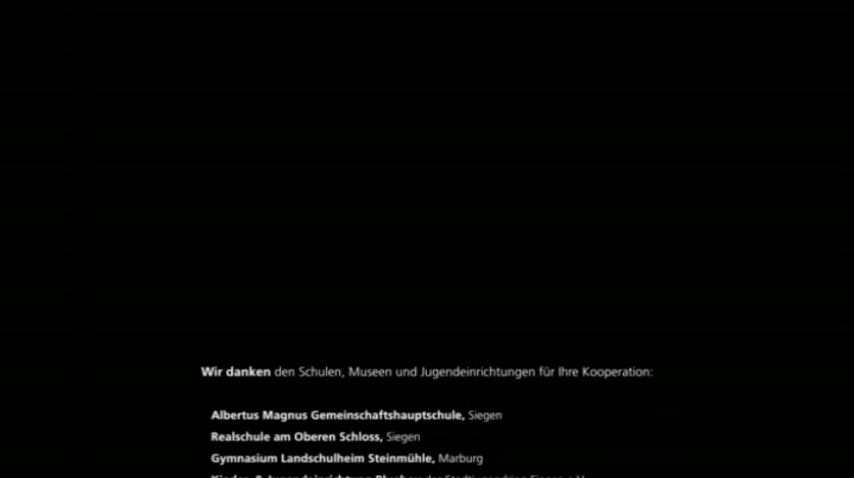 Wir danken den Schulen, Museen und Jugendeinrichtungen für Ihre Kooperation:
Albertus Magnus Gemeinschaftshauptschule, Siegen
Realschule am Oberen Schloss, Siegen
Gymnasium Landschulheim Steinmühle, Marburg